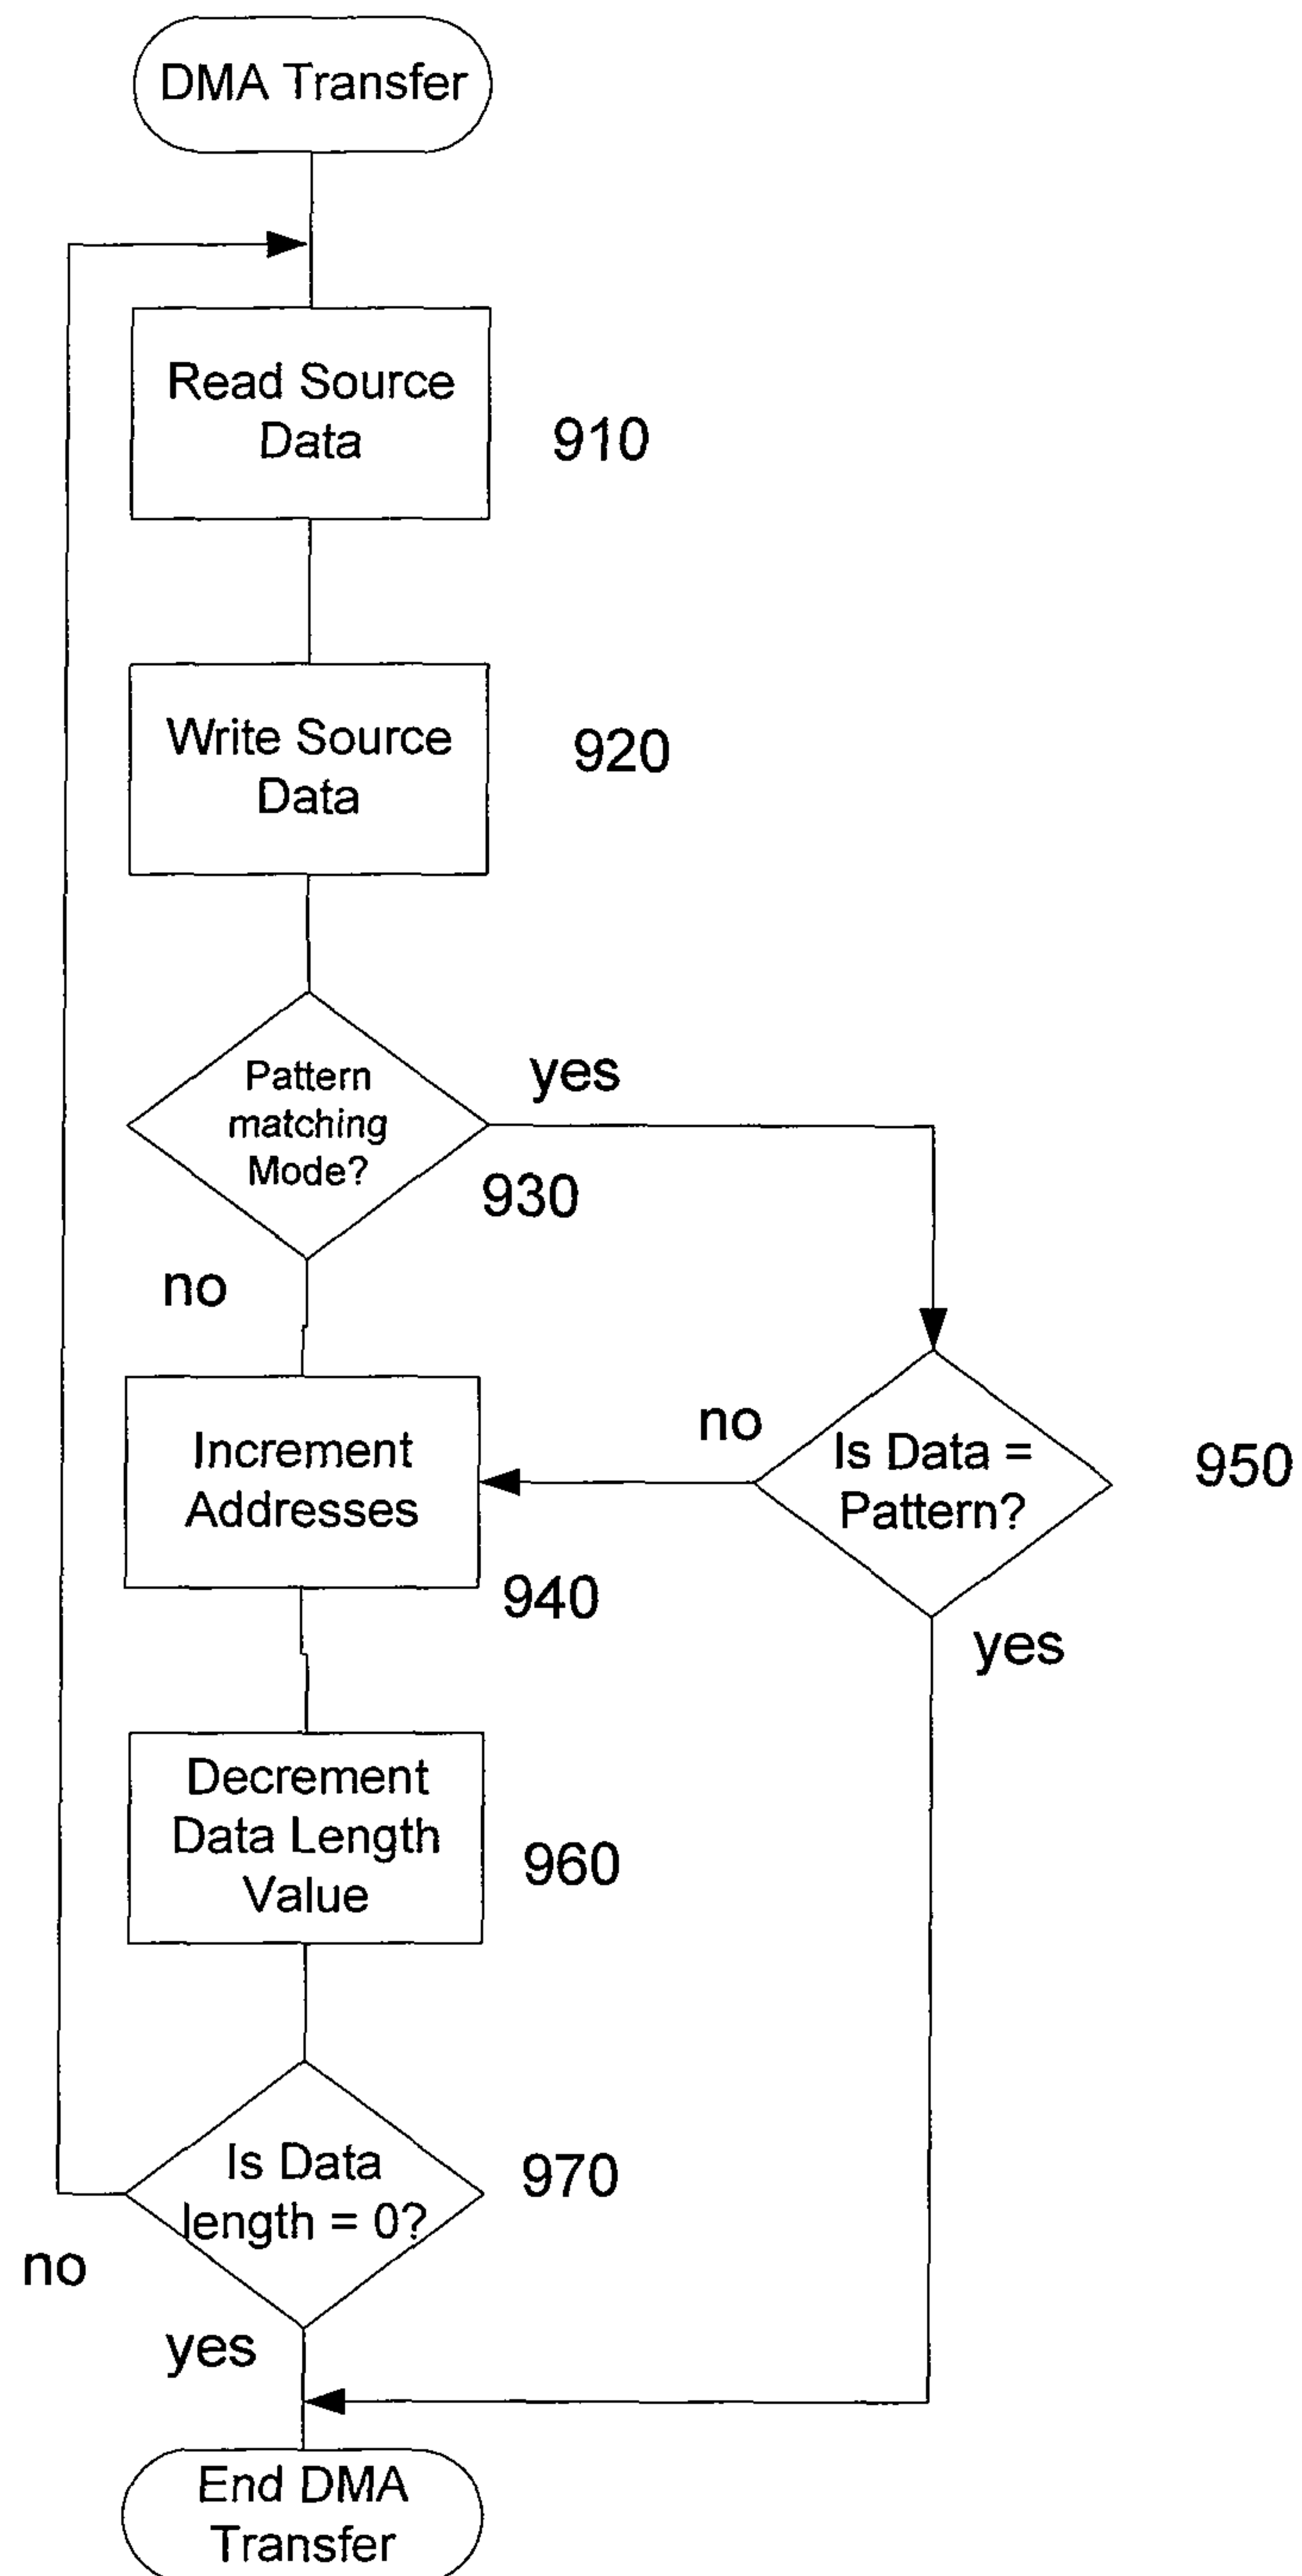 DMA Transfer
Read Source
Data
910
Write Source
Data
920
Pattern
matching
Mode?
yes
930
no
Increment
Addresses
940
no
Is Data =
Pattern?
950
yes
Decrement
Data Length
Value
960
Is Data
length = 0?
970
no
yes
End DMA
Transfer